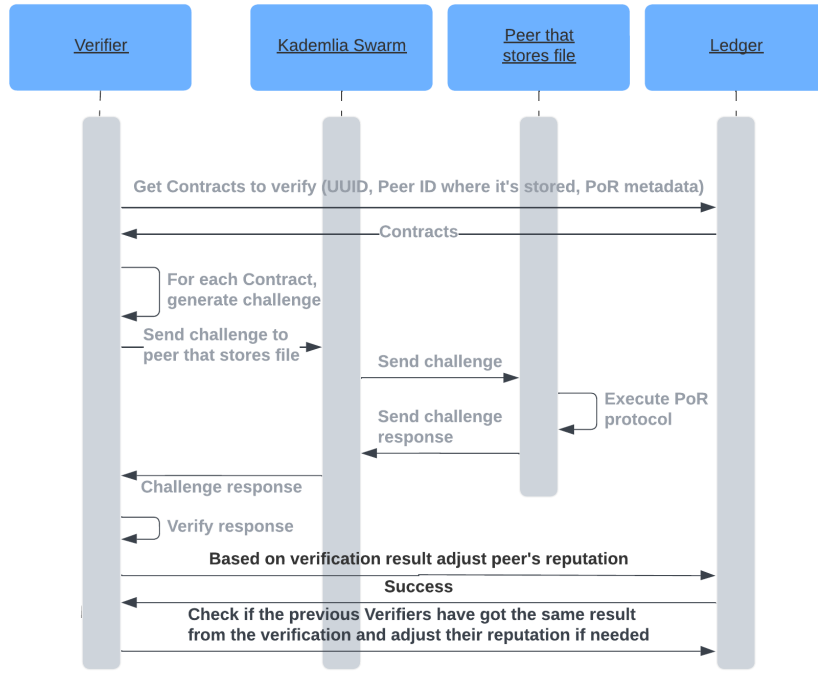 Verifier
Kademlia Swarm
Peer that
stores file
Ledger
Get Contracts to verify (UUID, Peer ID where it's stored, PoR metadata)
Contracts
For each Contract,
generate challenge
Send challenge to
peer that stores file
Send challenge
Execute PoR
protocol
Send challenge
response
Challenge response
Verify response
Based on verification result adjust peer's reputation
Success
Check if the previous Verifiers have got the same result
from the verification and adjust their reputation if needed